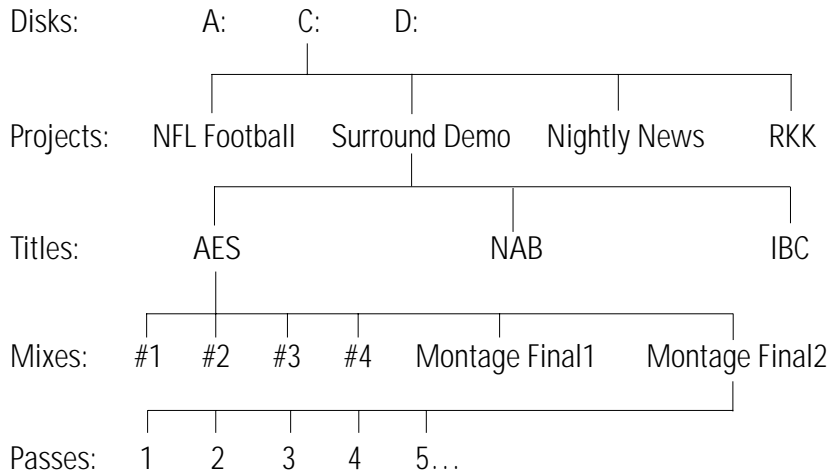 Disks: A: C: D:
Projects: NFL Football Surround Demo Nightly News RKK
Titles: AES NAB IBC
Mixes: #1 #2 #3 #4 Montage Final1 Montage Final2
Passes: 1 2 3 4 5...